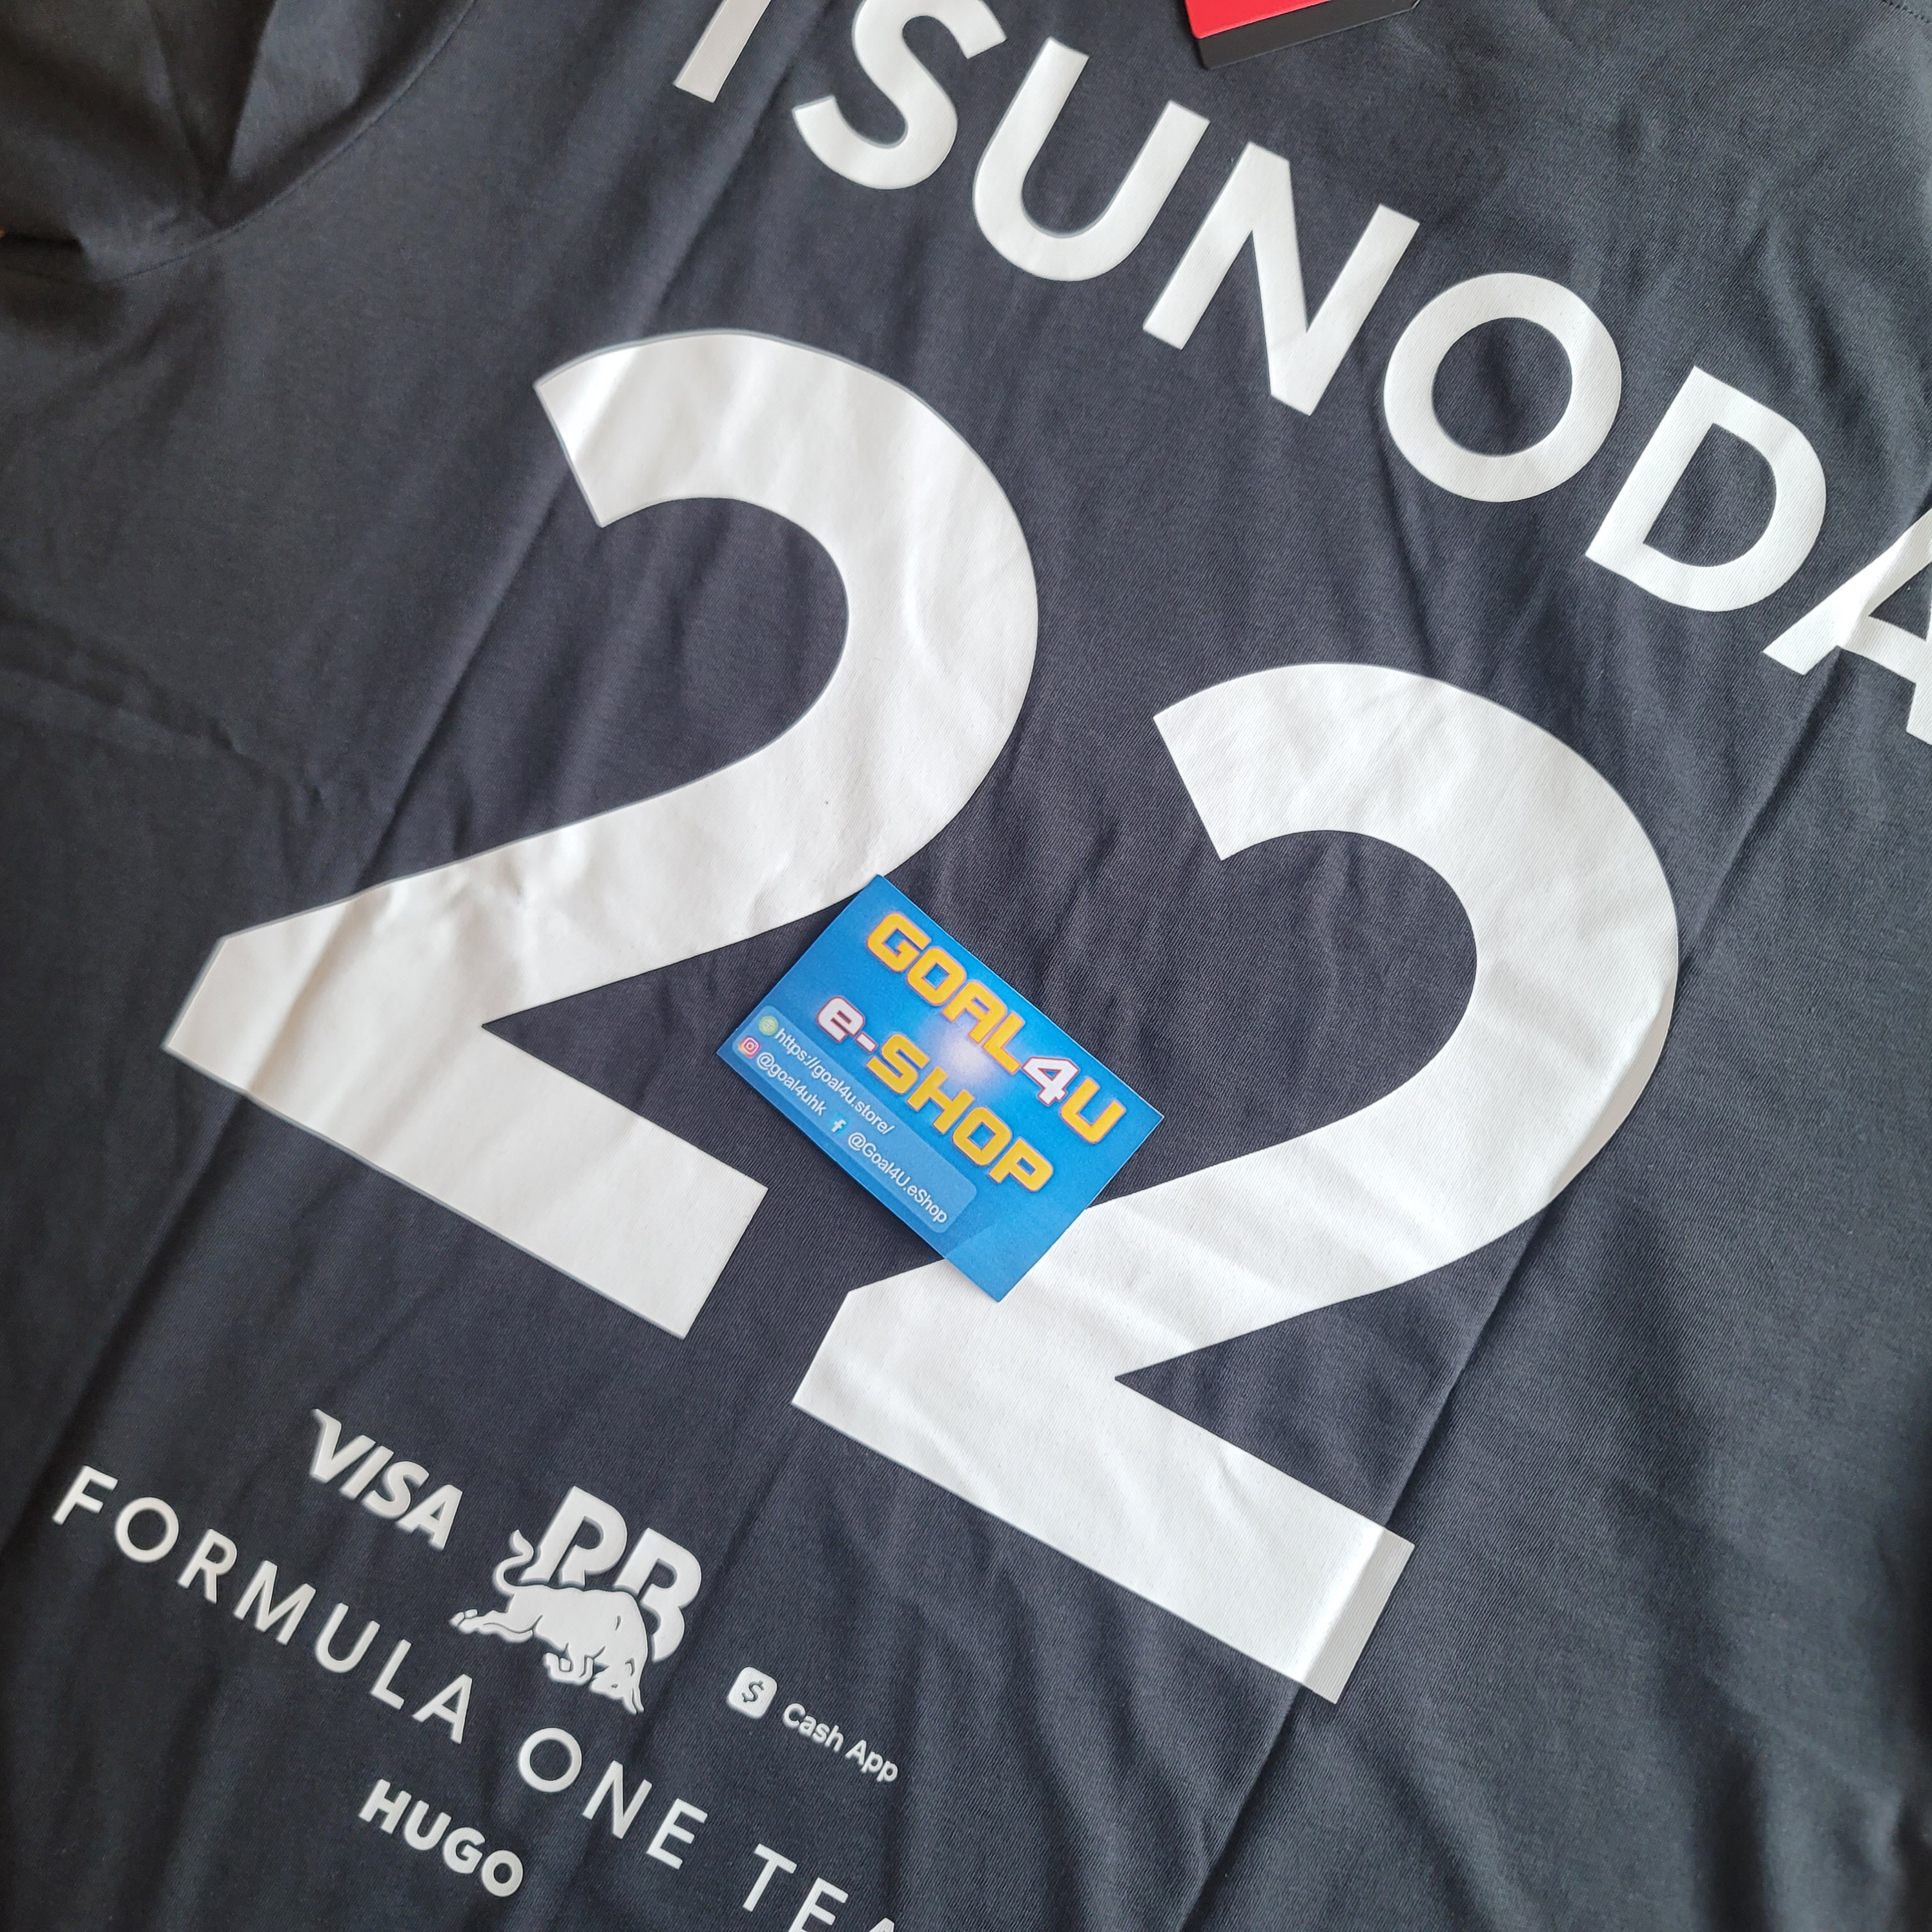 TSUNODA
22
GOAL4U
e-SHOP
https://goal4u.store/
@goal4uhk @Goal4U.eShop
VISA RB Cash App
FORMULA ONE TEA
HUGO